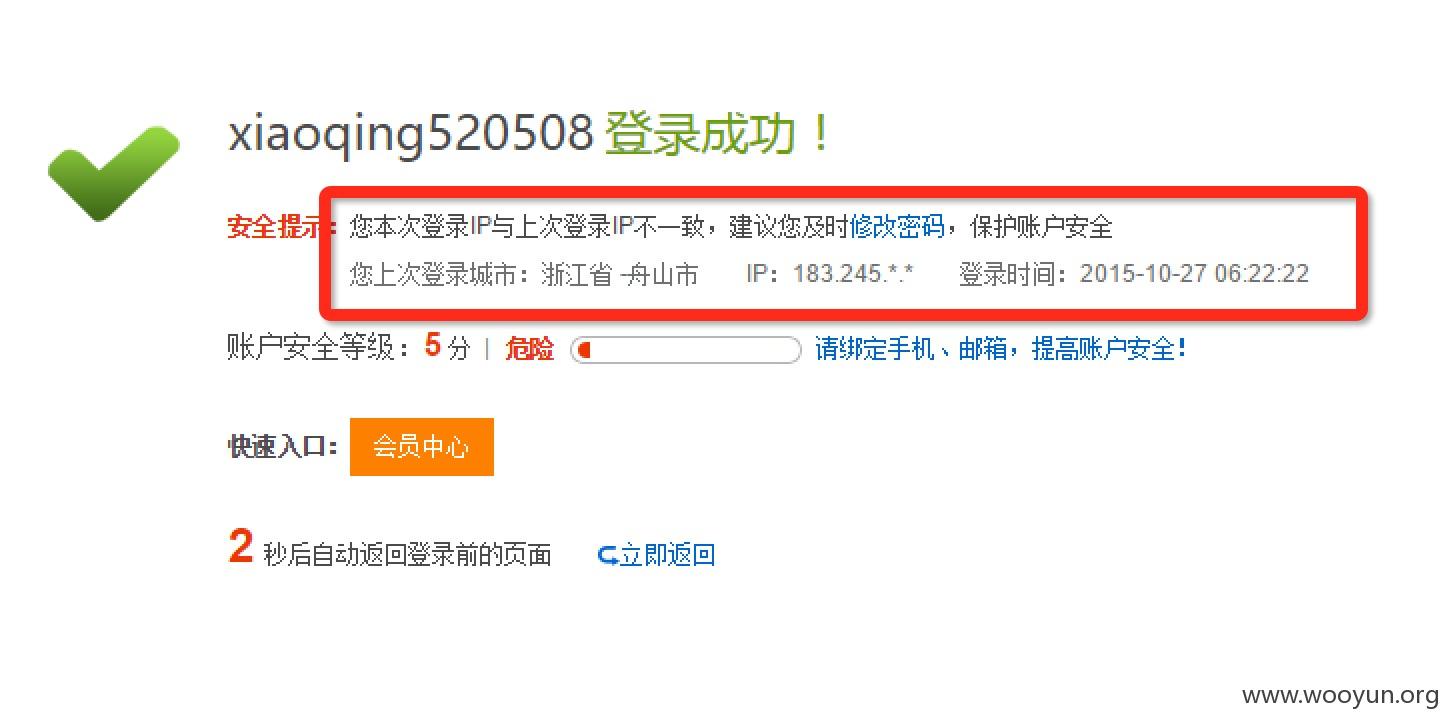 xiaoqing520508 登录成功！
安全提示：您本次登录IP与上次登录IP不一致，建议您及时修改密码，保护账户安全
您上次登录城市：浙江省 -舟山市 IP：183.245.*.* 登录时间：2015-10-27 06:22:22
账户安全等级：5 分 | 危险 请绑定手机、邮箱，提高账户安全！
快速入口：会员中心
2 秒后自动返回登录前的页面 立即返回
www.wooyun.org